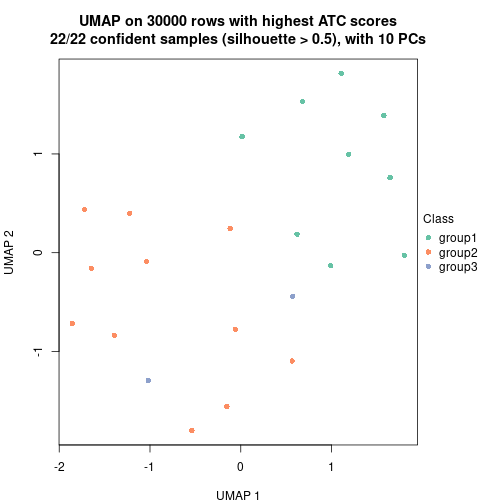 UMAP on 30000 rows with highest ATC scores
22/22 confident samples (silhouette > 0.5), with 10 PCs
UMAP 2
1
0
-1
-2
-1
0
1
UMAP 1
Class
group1
group2
group3